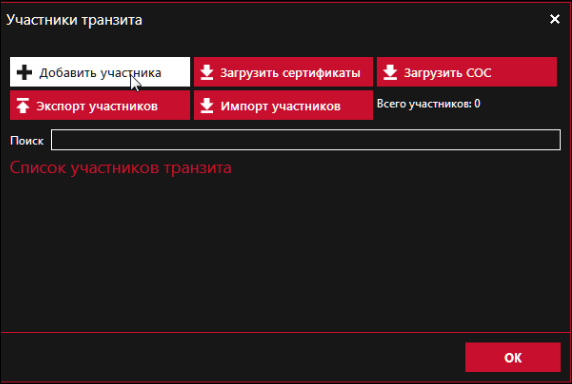 Участники транзита
Добавить участника
Загрузить сертификаты
Загрузить СОС
Экспорт участников
Импорт участников
Всего участников: 0
Поиск
Список участников транзита
ОК